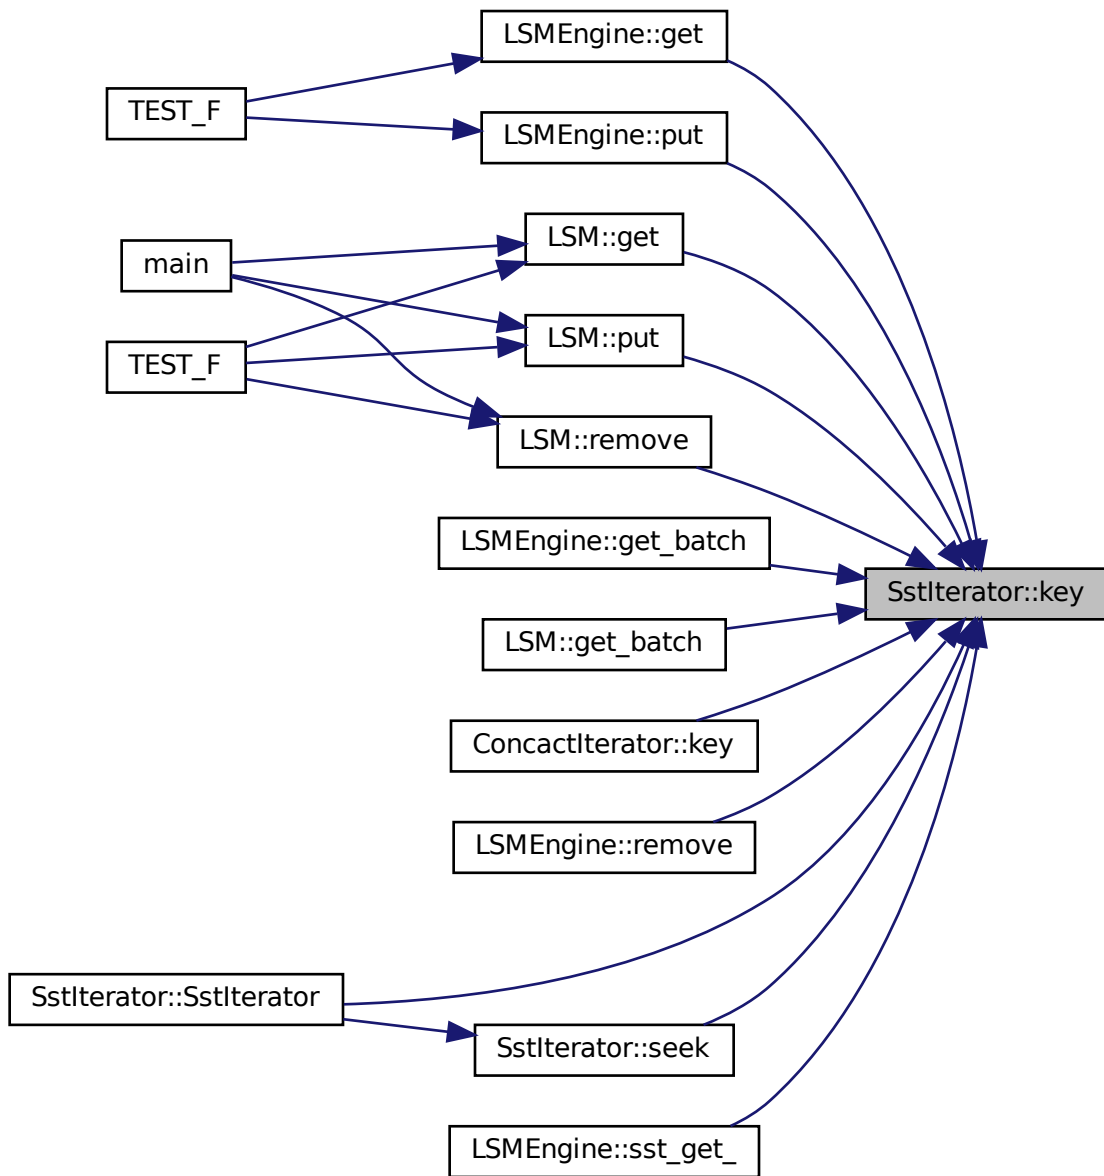 LSMEngine::get
TEST_F
LSMEngine::put
LSM::get
main
LSM::put
TEST_F
LSM::remove
LSMEngine::get_batch
SstIterator::key
LSM::get_batch
ConcactIterator::key
LSMEngine::remove
SstIterator::SstIterator
SstIterator::seek
LSMEngine::sst_get_